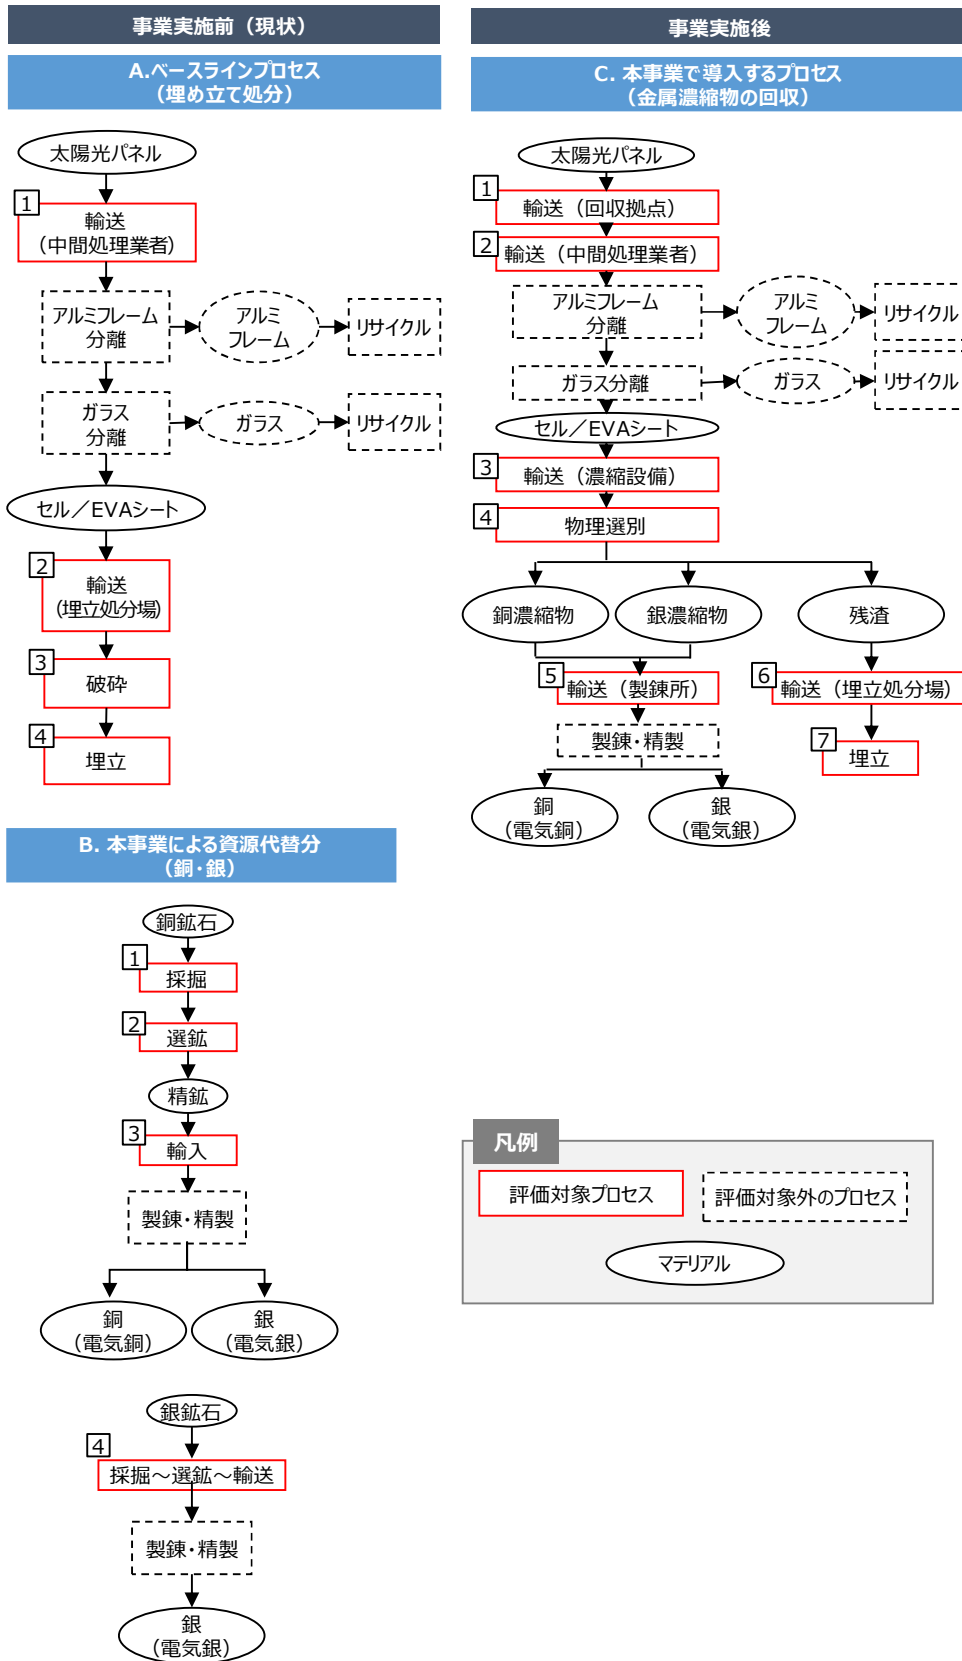 事業実施前（現状）
A.ベースラインプロセス
（埋め立て処分）
太陽光パネル
1
輸送
（中間処理業者）
アルミフレーム
分離
アルミ
フレーム
リサイクル
ガラス
分離
ガラス
リサイクル
セル／EVAシート
2
輸送
（埋立処分場）
3
破砕
4
埋立
B. 本事業による資源代替分
（銅・銀）
銅鉱石
1
採掘
2
選鉱
精鉱
3
輸入
製錬・精製
銅
（電気銅）
銀
（電気銀）
銀鉱石
4
採掘～選鉱～輸送
製錬・精製
銀
（電気銀）
事業実施後
C. 本事業で導入するプロセス
（金属濃縮物の回収）
太陽光パネル
1
輸送（回収拠点）
2
輸送（中間処理業者）
アルミフレーム
分離
アルミ
フレーム
リサイクル
ガラス分離
ガラス
リサイクル
セル／EVAシート
3
輸送（濃縮設備）
4
物理選別
銅濃縮物
銀濃縮物
残渣
5
輸送（製錬所）
6
輸送（埋立処分場）
製錬・精製
7
埋立
銅
（電気銅）
銀
（電気銀）
凡例
評価対象プロセス
評価対象外のプロセス
マテリアル